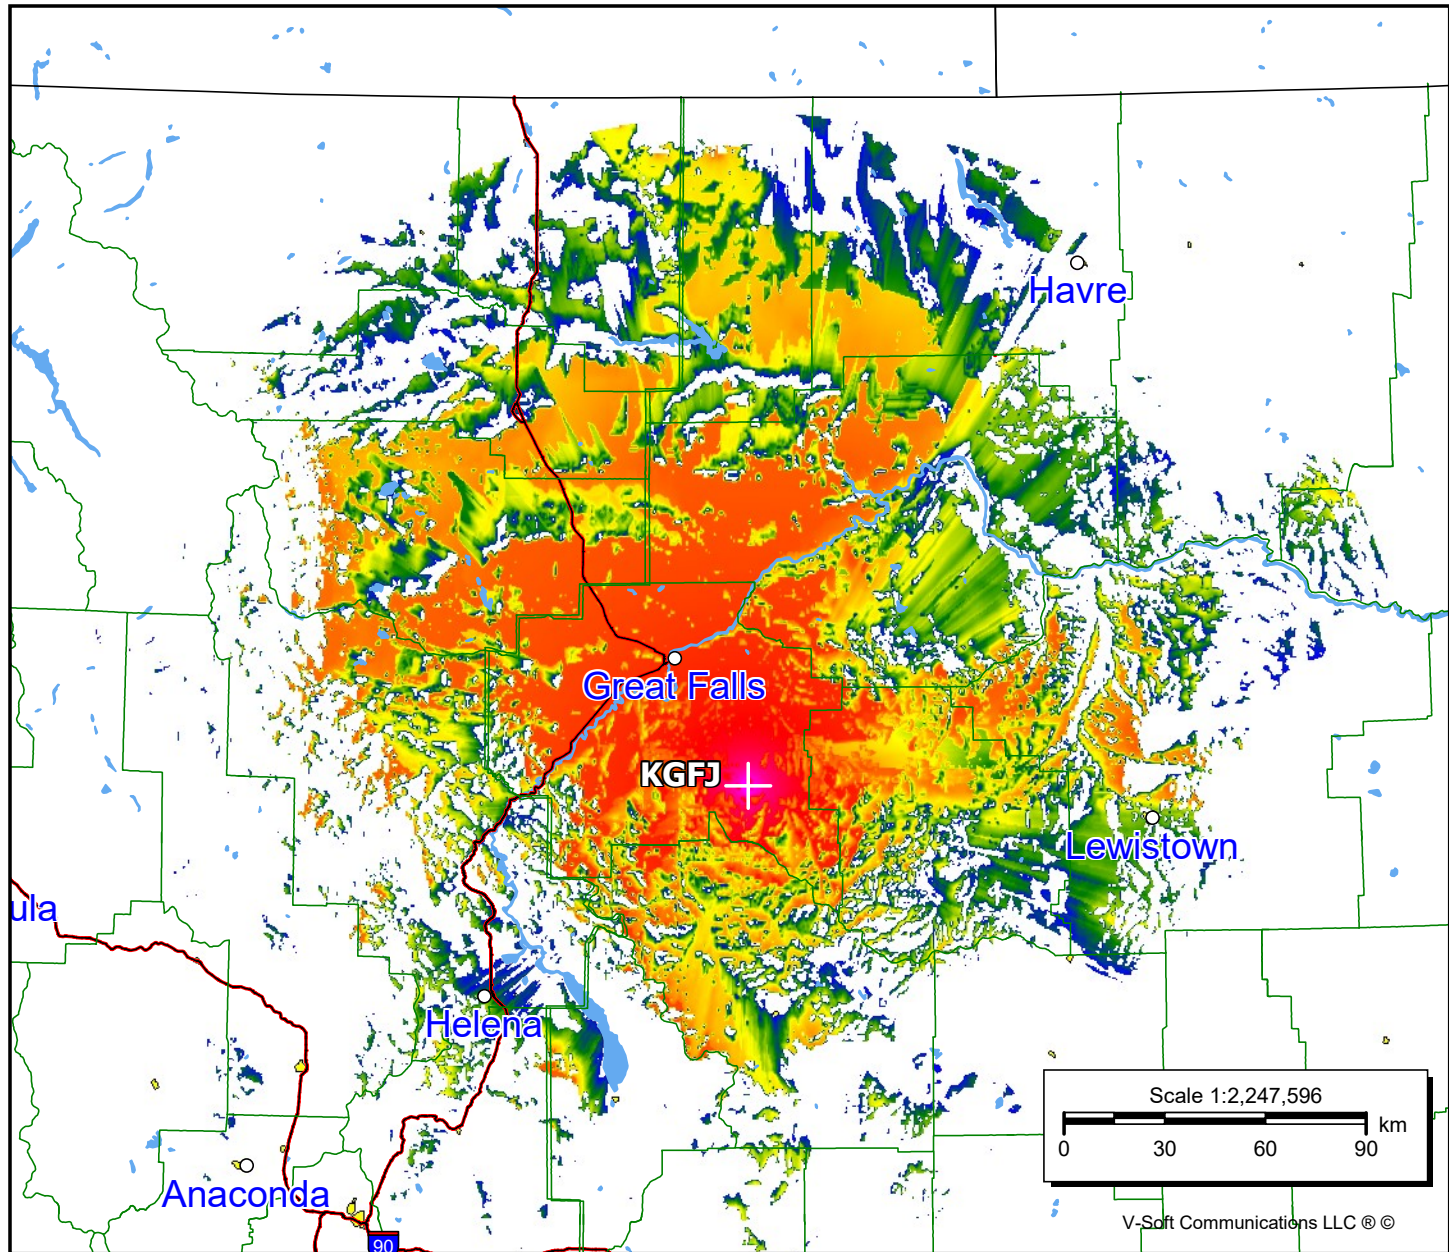 Havre
Great Falls
KGFJ
Lewistown
ula
Helena
Scale 1:2,247,596
km
0 30 60 90
Anaconda
V-Soft Communications LLC ® ©
90